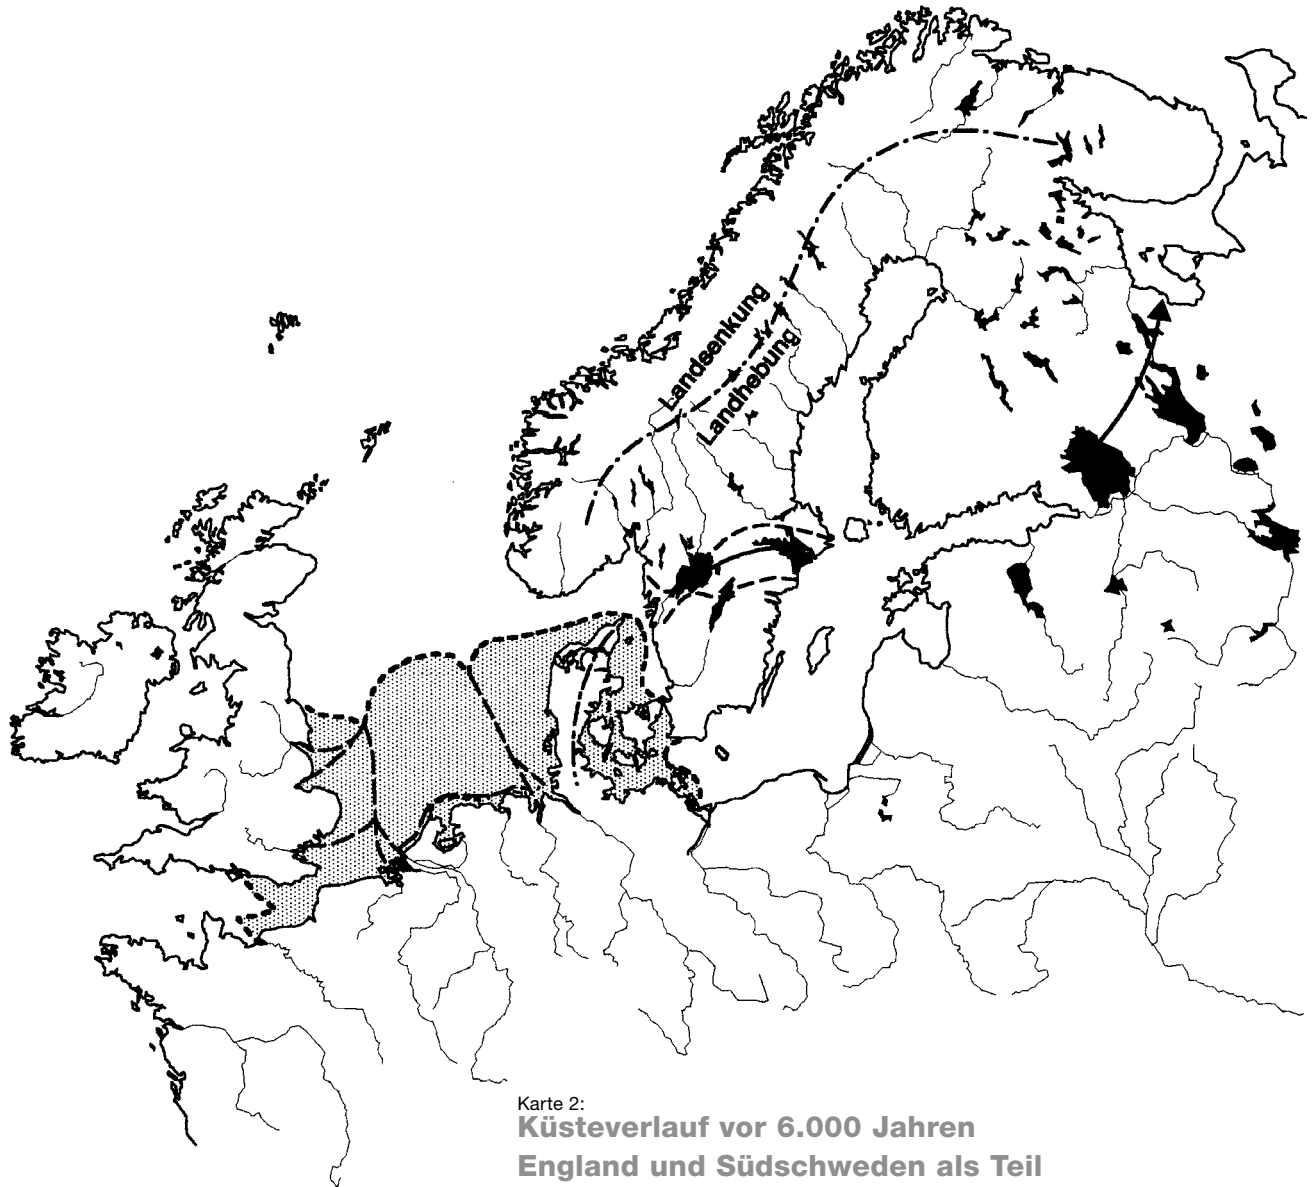 Landsenkung
Landhebung
Karte 2:
Küsteverlauf vor 6.000 Jahren
England und Südschweden als Teil